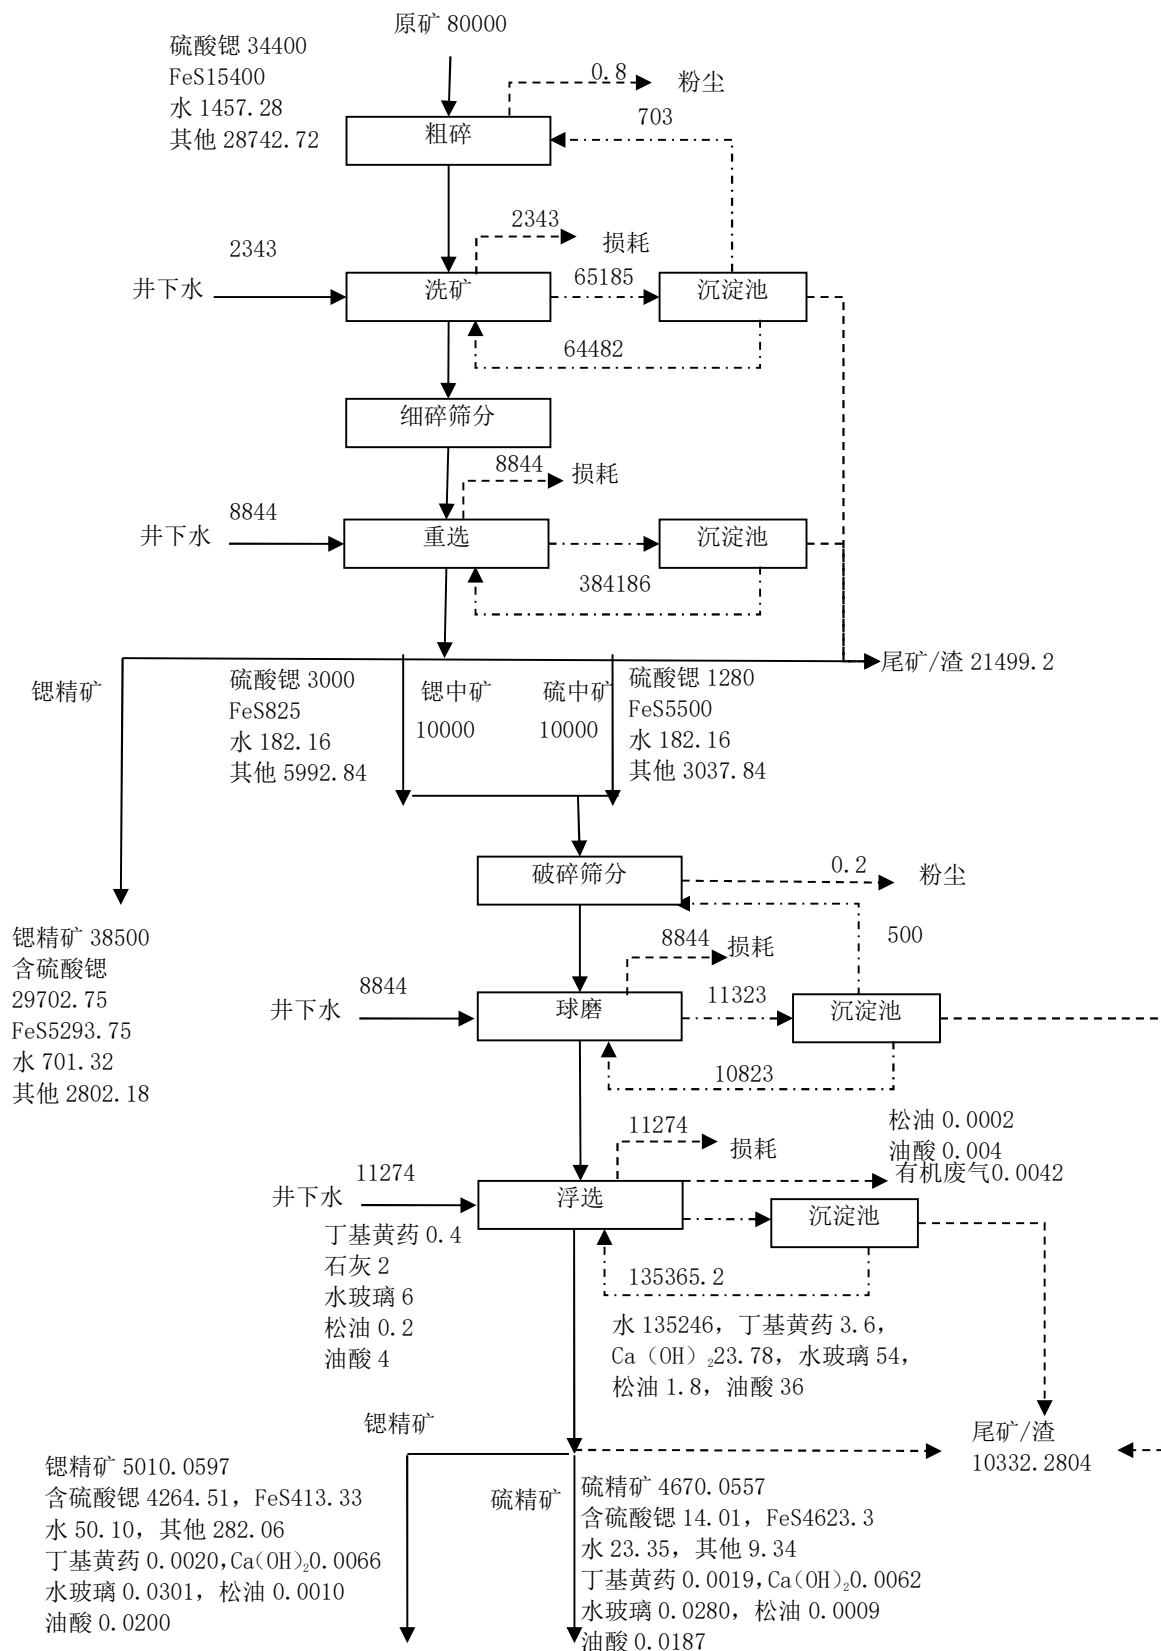 原矿 80000
硫酸锶 34400
FeS15400
水 1457.28
其他 28742.72
0.8
粉尘
703
粗碎
2343
损耗
2343
65185
井下水
洗矿
沉淀池
64482
细碎筛分
8844
损耗
8844
井下水
重选
沉淀池
384186
尾矿/渣 21499.2
锶精矿
硫酸锶 3000
FeS825
水 182.16
其他 5992.84
锶中矿
10000
硫中矿
10000
硫酸锶 1280
FeS5500
水 182.16
其他 3037.84
破碎筛分
0.2
粉尘
500
锶精矿 38500
含硫酸锶
29702.75
FeS5293.75
水 701.32
其他 2802.18
8844
损耗
8844
11323
井下水
球磨
沉淀池
10823
松油 0.0002
油酸 0.004
有机废气0.0042
11274
损耗
11274
井下水
浮选
沉淀池
丁基黄药 0.4
石灰 2
水玻璃 6
松油 0.2
油酸 4
135365.2
水 135246，丁基黄药 3.6，
Ca（OH）₂23.78，水玻璃 54，
松油 1.8，油酸 36
锶精矿
尾矿/渣
10332.2804
锶精矿 5010.0597
含硫酸锶 4264.51，FeS413.33
水 50.10，其他 282.06
丁基黄药 0.0020,Ca(OH)₂0.0066
水玻璃 0.0301，松油 0.0010
油酸 0.0200
硫精矿
硫精矿 4670.0557
含硫酸锶 14.01，FeS4623.3
水 23.35，其他 9.34
丁基黄药 0.0019,Ca(OH)₂0.0062
水玻璃 0.0280，松油 0.0009
油酸 0.0187